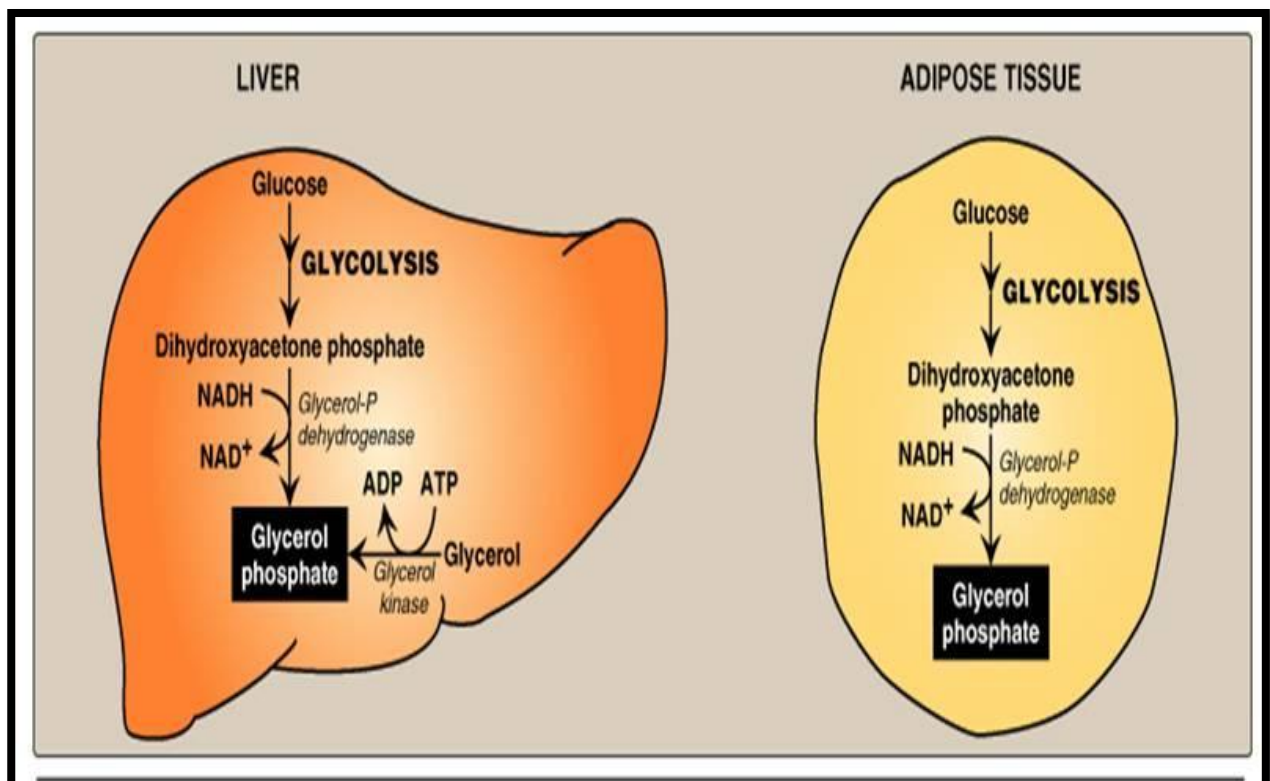 LIVER
Glucose
GLYCOLYSIS
Dihydroxyacetone phosphate
NADH
Glycerol-P
dehydrogenase
NAD+
ADP ATP
Glycerol
phosphate
Glycerol
Glycerol
kinase
ADIPOSE TISSUE
Glucose
GLYCOLYSIS
Dihydroxyacetone
phosphate
NADH
Glycerol-P
dehydrogenase
NAD+
Glycerol
phosphate